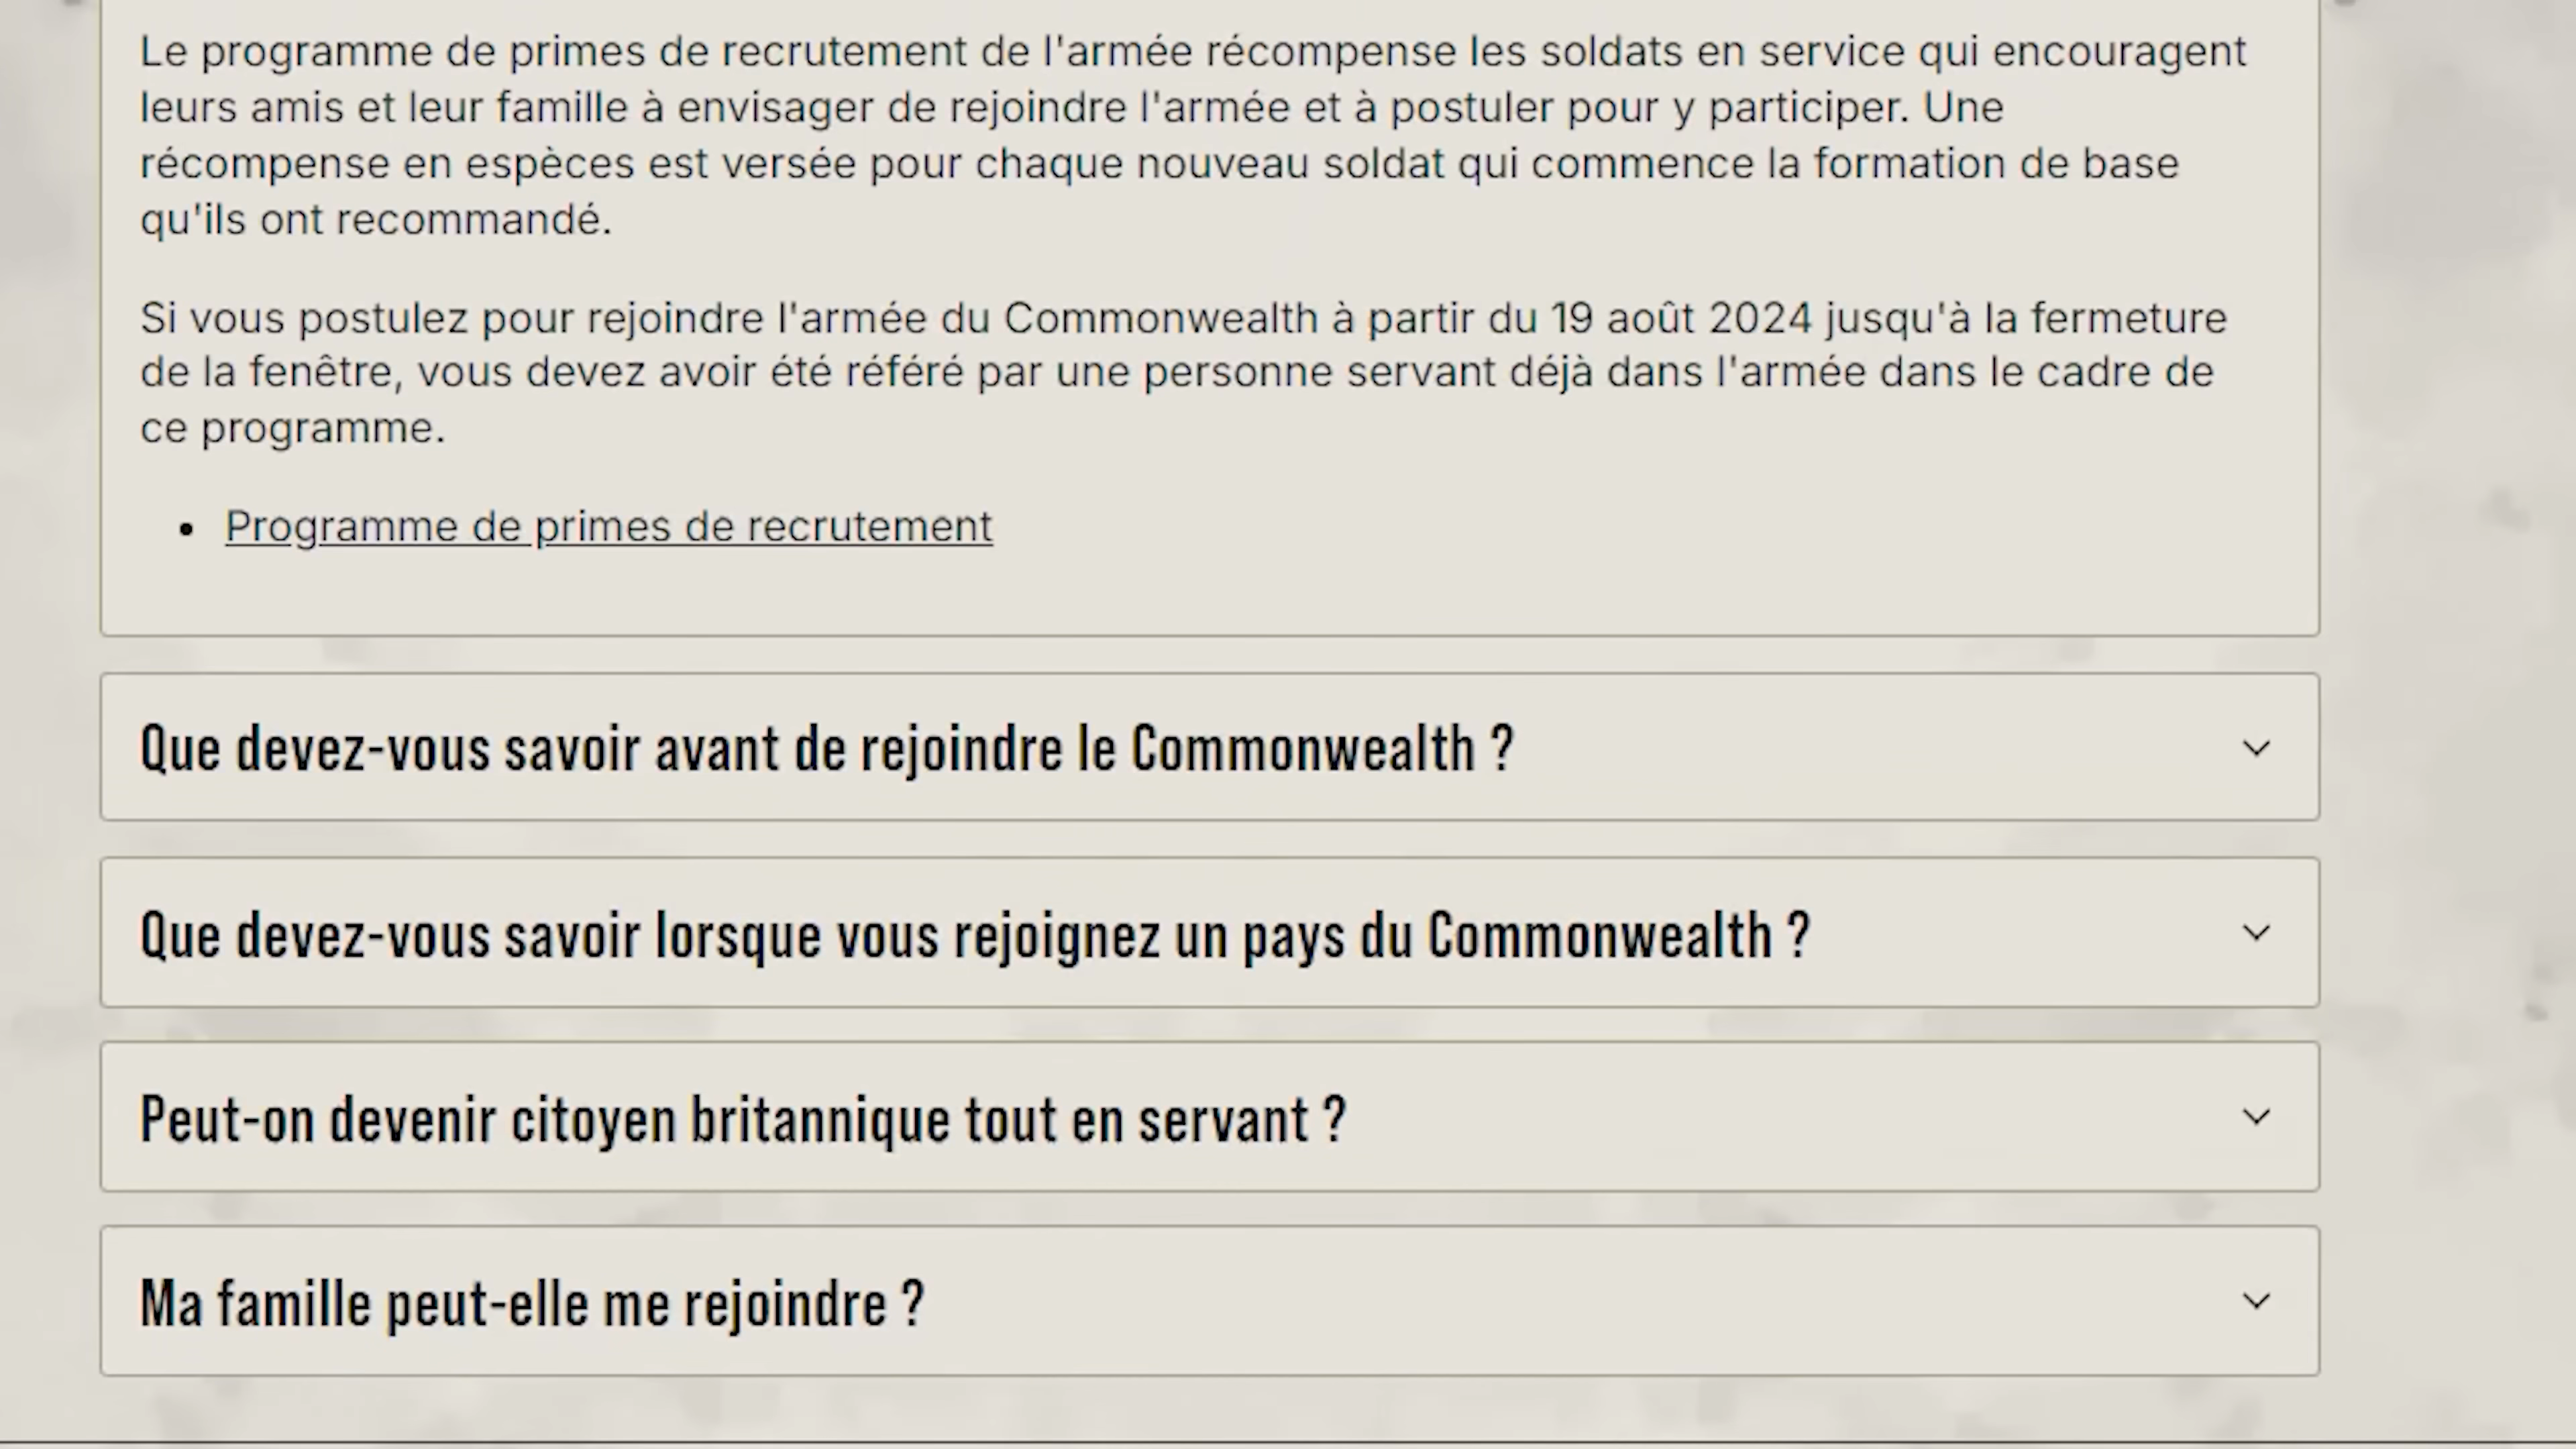 Le programme de primes de recrutement de l'armée récompense les soldats en service qui encouragent
leurs amis et leur famille à envisager de rejoindre l'armée et à postuler pour y participer. Une
récompense en espèces est versée pour chaque nouveau soldat qui commence la formation de base
qu'ils ont recommandé.
Si vous postulez pour rejoindre l'armée du Commonwealth à partir du 19 août 2024 jusqu'à la fermeture
de la fenêtre, vous devez avoir été référé par une personne servant déjà dans l'armée dans le cadre de
ce programme.
• Programme de primes de recrutement
Que devez-vous savoir avant de rejoindre le Commonwealth ?
Que devez-vous savoir lorsque vous rejoignez un pays du Commonwealth ?
Peut-on devenir citoyen britannique tout en servant ?
Ma famille peut-elle me rejoindre ?